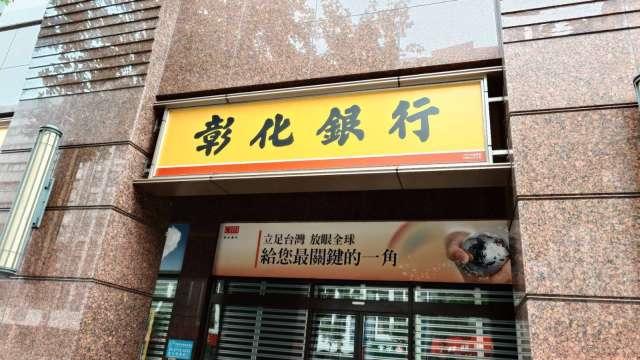 彰化銀行
立足台灣 放眼全球
給您最關鍵的一角